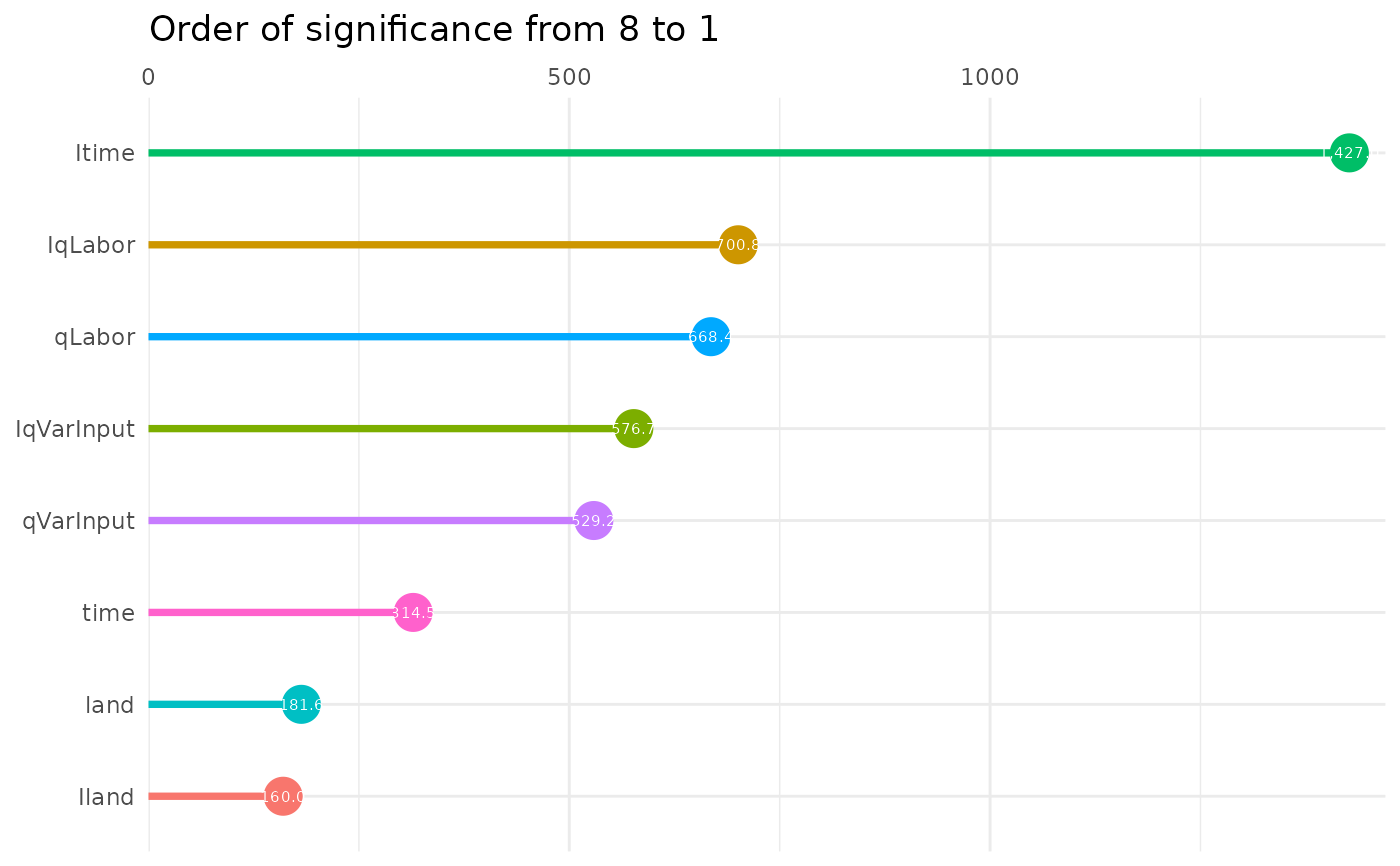 Order of significance from 8 to 1
0 500 1000
ltime
lqLabor 700.8
qLabor 668.4
lqVarInput 576.7
qVarInput 529.2
time 314.5
land 181.6
lland 160.0